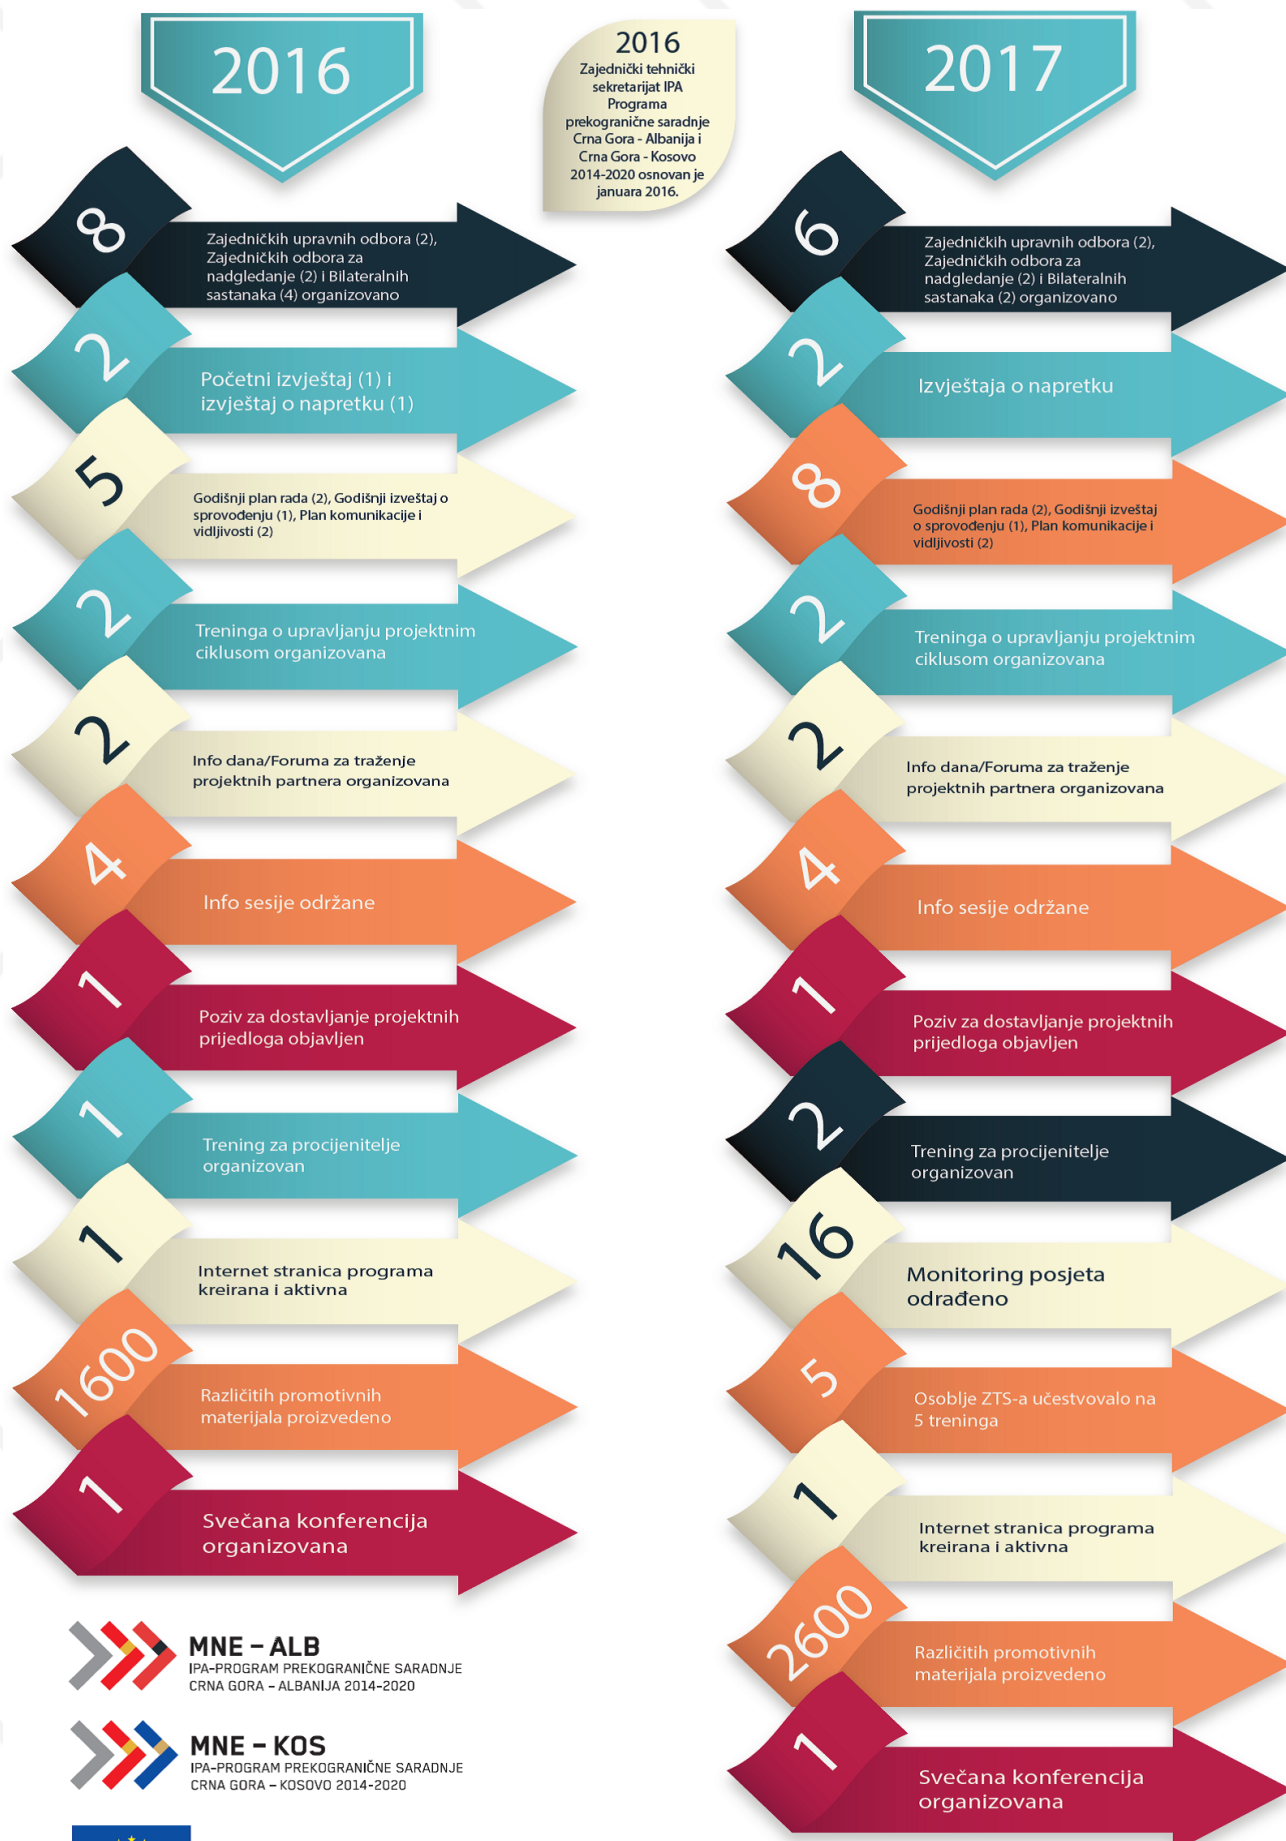 2016
8
Zajedničkih upravnih odbora (2),
Zajedničkih odbora za
nadgledanje (2) i Bilateralnih
sastanaka (4) organizovano
2
Početni izvještaj (1) i
izvještaj o napretku (1)
5
Godišnji plan rada (2), Godišnji izveštaj o
sprovođenju (1), Plan komunikacije i
vidljivosti (2)
2
Treninga o upravljanju projektnim
ciklusom organizovana
2
Info dana/Foruma za traženje
projektnih partnera organizovana
4
Info sesije održane
1
Poziv za dostavljanje projektnih
prijedloga objavljen
1
Trening za procijenitelje
organizovan
1
Internet stranica programa
kreirana i aktivna
1600
Različitih promotivnih
materijala proizvedeno
1
Svečana konferencija
organizovana
MNE – ALB
IPA-PROGRAM PREKOGRANIČNE SARADNJE
CRNA GORA – ALBANIJA 2014-2020
MNE – KOS
IPA-PROGRAM PREKOGRANIČNE SARADNJE
CRNA GORA – KOSOVO 2014-2020
2016
Zajednički tehnički
sekretarijat IPA
Programa
prekogranične saradnje
Crna Gora - Albanija i
Crna Gora - Kosovo
2014-2020 osnovan je
januara 2016.
2017
6
Zajedničkih upravnih odbora (2),
Zajedničkih odbora za
nadgledanje (2) i Bilateralnih
sastanaka (2) organizovano
2
Izvještaja o napretku
8
Godišnji plan rada (2), Godišnji izveštaj
o sprovođenju (1), Plan komunikacije i
vidljivosti (2)
2
Treninga o upravljanju projektnim
ciklusom organizovana
2
Info dana/Foruma za traženje
projektnih partnera organizovana
4
Info sesije održane
1
Poziv za dostavljanje projektnih
prijedloga objavljen
2
Trening za procijenitelje
organizovan
16
Monitoring posjeta
odrađeno
5
Osoblje ZTS-a učestvovalo na
5 treninga
1
Internet stranica programa
kreirana i aktivna
2600
Različitih promotivnih
materijala proizvedeno
1
Svečana konferencija
organizovana